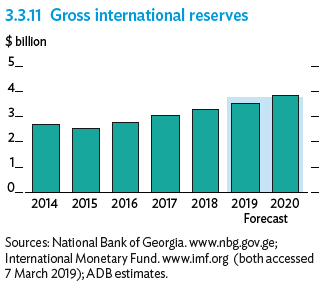 3.3.11 Gross international reserves
$ billion
5
4
3
2
1
0
2014 2015 2016 2017 2018 2019 2020
Forecast
Sources: National Bank of Georgia. www.nbg.gov.ge;
International Monetary Fund. www.imf.org (both accessed
7 March 2019); ADB estimates.